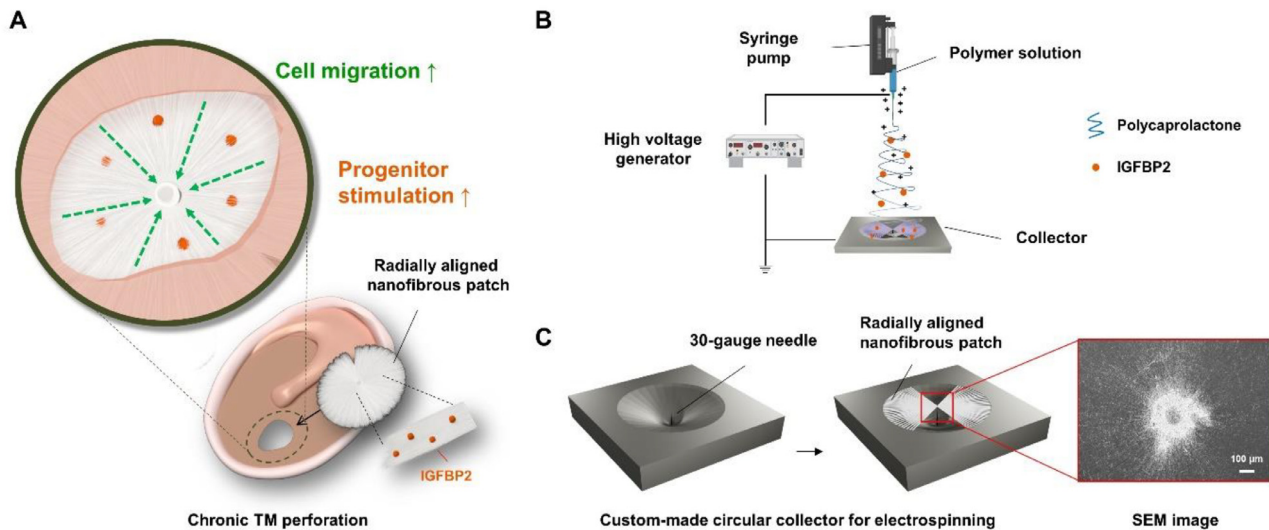 A
Cell migration ↑
Progenitor
stimulation ↑
Radially aligned
nanofibrous patch
IGFBP2
Chronic TM perforation
B
Syringe
pump
Polymer solution
High voltage
generator
Polycaprolactone
IGFBP2
Collector
C
30-gauge needle
Radially aligned
nanofibrous patch
100 µm
Custom-made circular collector for electrospinning
SEM image